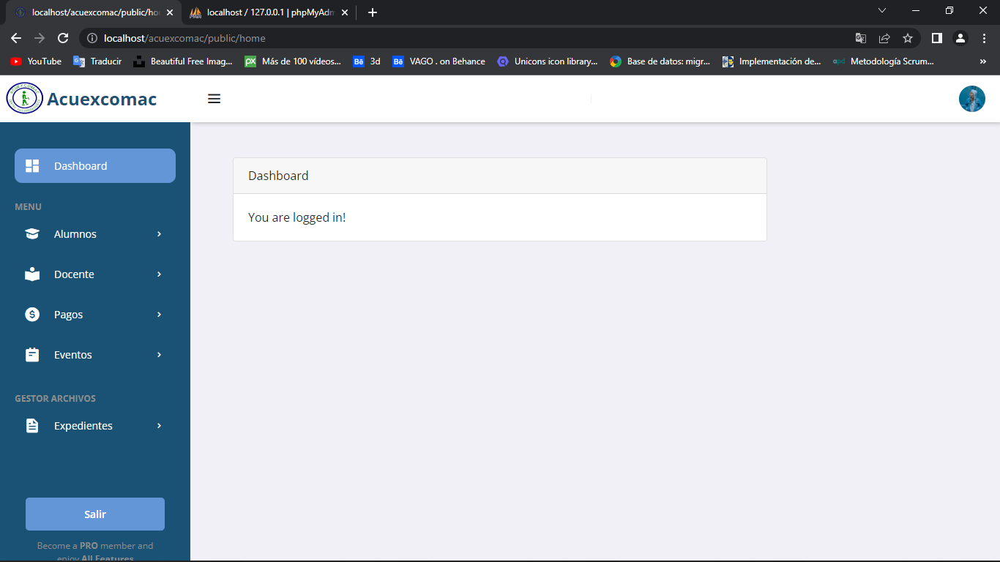 localhost/acuexcomac/public/ho
localhost / 127.0.0.1 | phpMyAdm
localhost/acuexcomac/public/home
YouTube
Traducir
Beautiful Free Imag...
Más de 100 vídeos...
3d
VAGO . on Behance
Unicons icon library...
Base de datos: migr...
Implementación de...
Metodología Scrum...
Acuexcomac
Dashboard
MENU
Alumnos
Docente
Pagos
Eventos
GESTOR ARCHIVOS
Expedientes
Salir
Become a PRO member and
enjoy All Features
Dashboard
You are logged in!